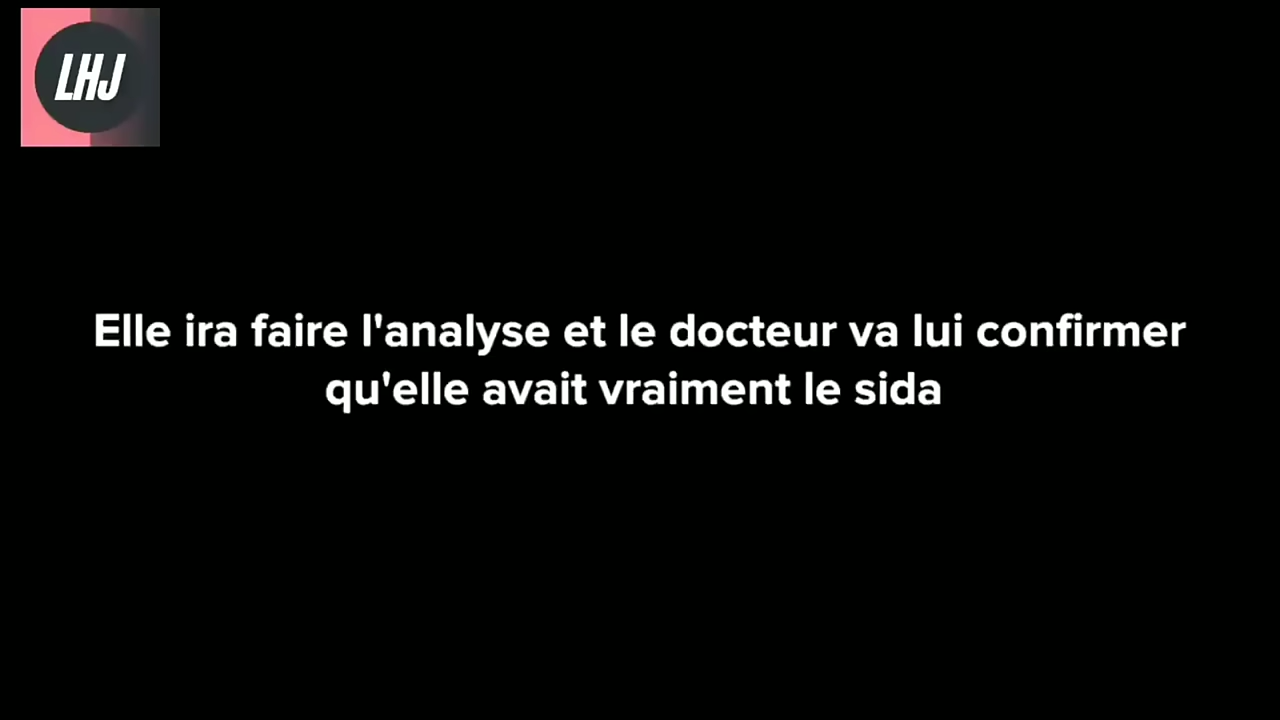 LHJ
Elle ira faire l'analyse et le docteur va lui confirmer
qu'elle avait vraiment le sida